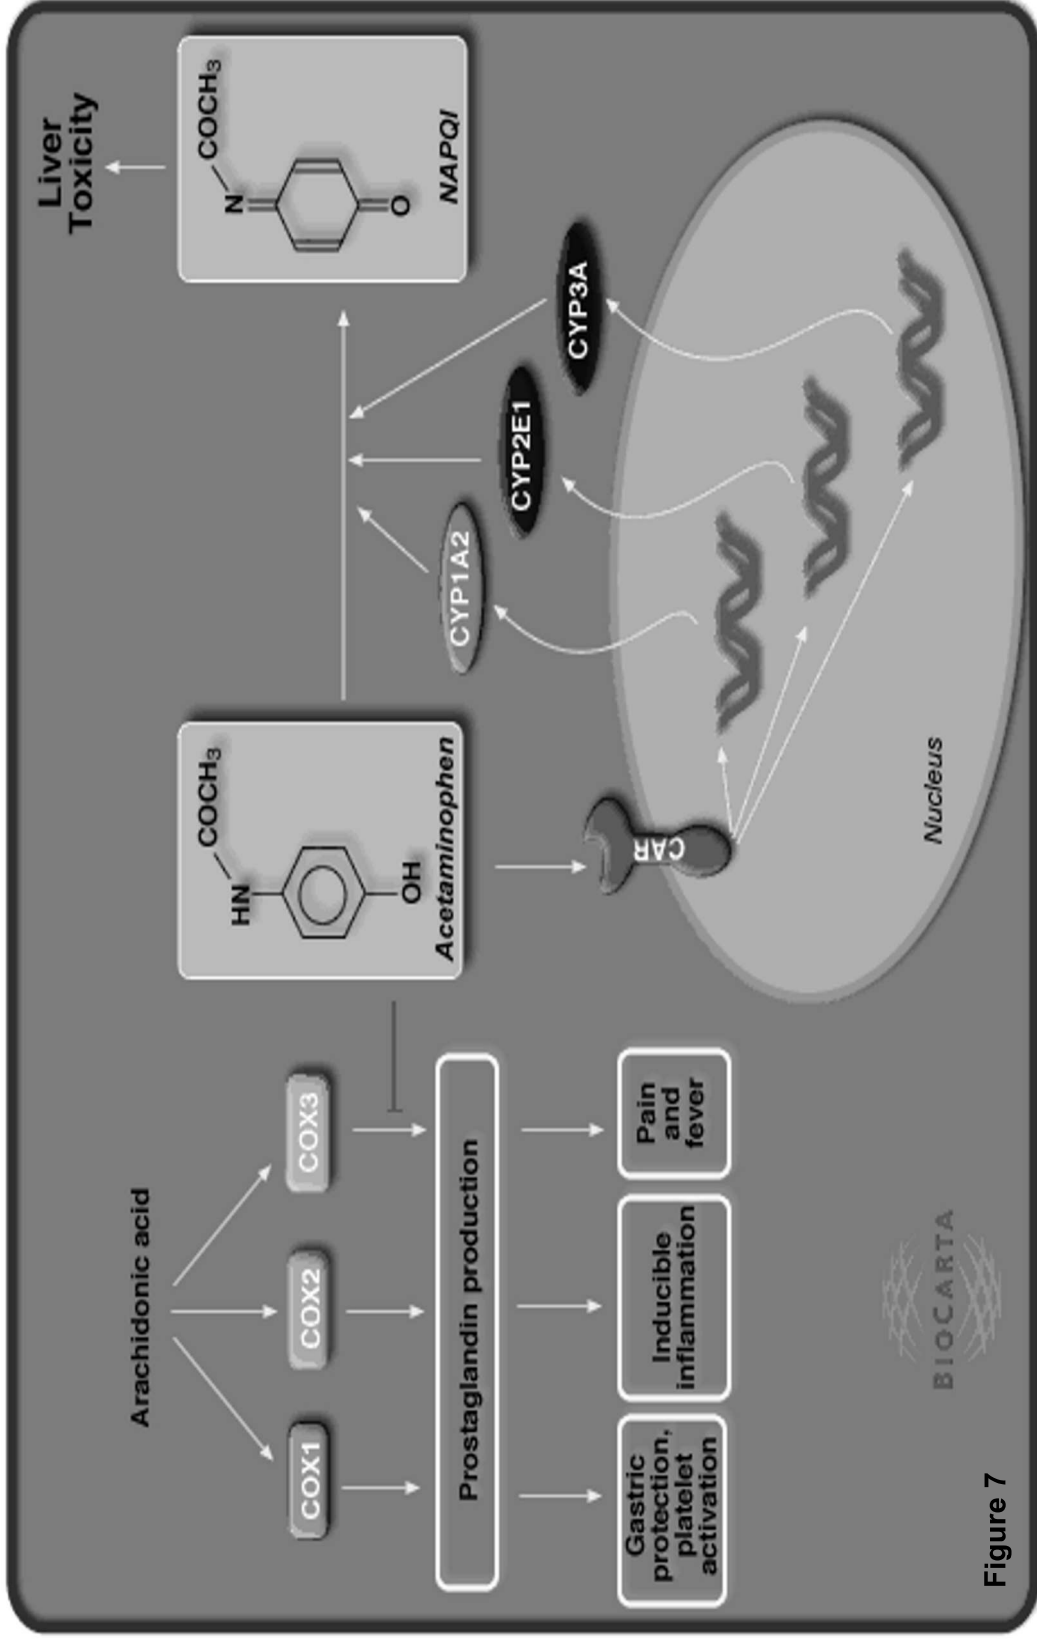 Arachidonic acid
COX1
COX2
COX3
Prostaglandin production
Gastric
protection,
platelet
activation
Inducible
inflammation
Pain
and
fever
HN
COCH3
OH
Acetaminophen
CAR
Nucleus
CYP1A2
CYP2E1
CYP3A
Liver
Toxicity
N
COCH3
O
NAPQI
BIOCARTA
Figure 7